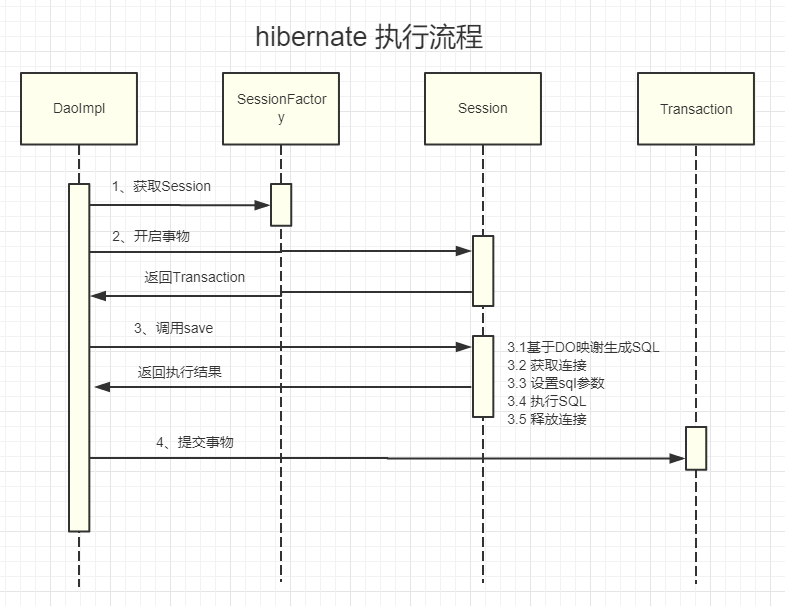 hibernate 执行流程
DaoImpl
SessionFactor
y
Session
Transaction
1、获取Session
2、开启事物
返回Transaction
3、调用save
返回执行结果
3.1基于DO映谢生成SQL
3.2 获取连接
3.3 设置sql参数
3.4 执行SQL
3.5 释放连接
4、提交事物